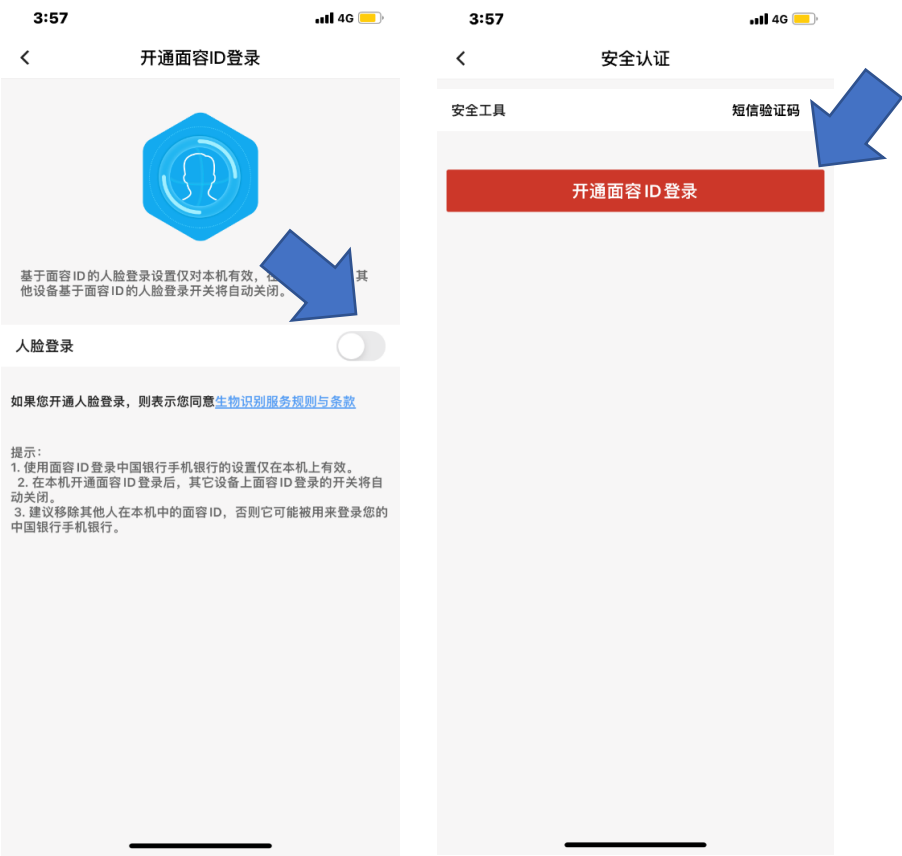 3:57
4G
开通面容ID登录
基于面容ID的人脸登录设置仅对本机有效，
其
他设备基于面容ID的人脸登录开关将自动关闭。
人脸登录
如果您开通人脸登录，则表示您同意生物识别服务规则与条款
提示：
1. 使用面容ID登录中国银行手机银行的设置仅在本机上有效。
2. 在本机开通面容ID登录后，其它设备上面容ID登录的开关将自
动关闭。
3. 建议移除其他人在本机中的面容ID，否则它可能被用来登录您的
中国银行手机银行。
3:57
4G
安全认证
安全工具
短信验证码
开通面容ID登录